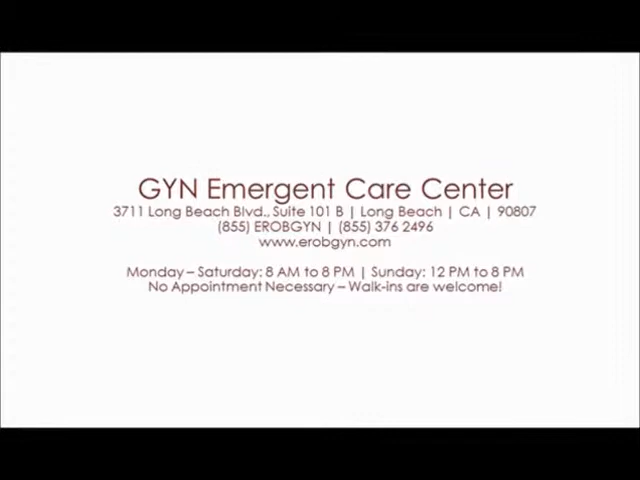 GYN Emergent Care Center
3711 Long Beach Blvd., Suite 101 B | Long Beach | CA | 90807
(855) EROBGYN | (855) 376 2496
www.erobgyn.com
Monday – Saturday: 8 AM to 8 PM | Sunday: 12 PM to 8 PM
No Appointment Necessary – Walk-ins are welcome!